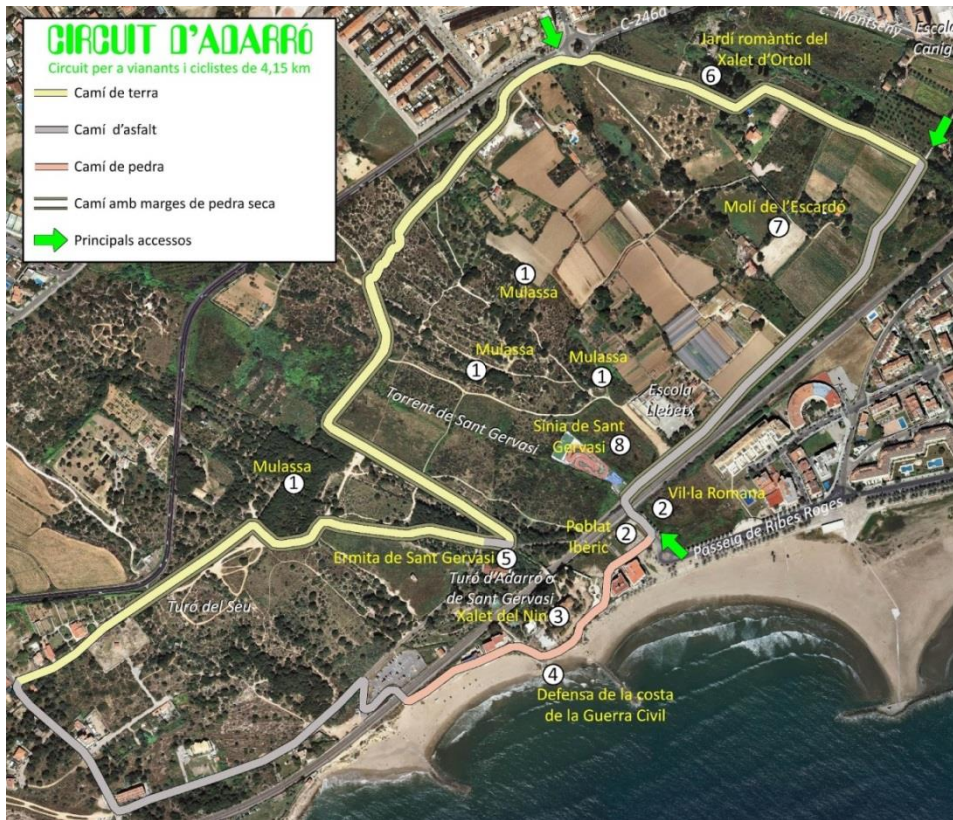 CIRCUIT D'ADARRÓ
Circuit per a vianants i ciclistes de 4,15 km
Camí de terra
Camí d'asfalt
Camí de pedra
Camí amb marges de pedra seca
Principals accessos
C-246a
C. Montseny
Escola
Jardí romàntic del
Xalet d'Ortoll
6
Molí de l'Escardó
7
1
Mulassa
Mulassa
1
Mulassa
1
Torrent de Sant Gervasi
Escola
Llebetx
Sínia de Sant
Gervasi
8
Mulassa
1
Vil·la Romana
2
Poblat
Ibèric
2
Passeig de Ribes Roges
Ermita de Sant Gervasi
5
Turó d'Adarró o
de Sant Gervasi
Turó del Seu
Xalet del Nin
3
4
Defensa de la costa
de la Guerra Civil